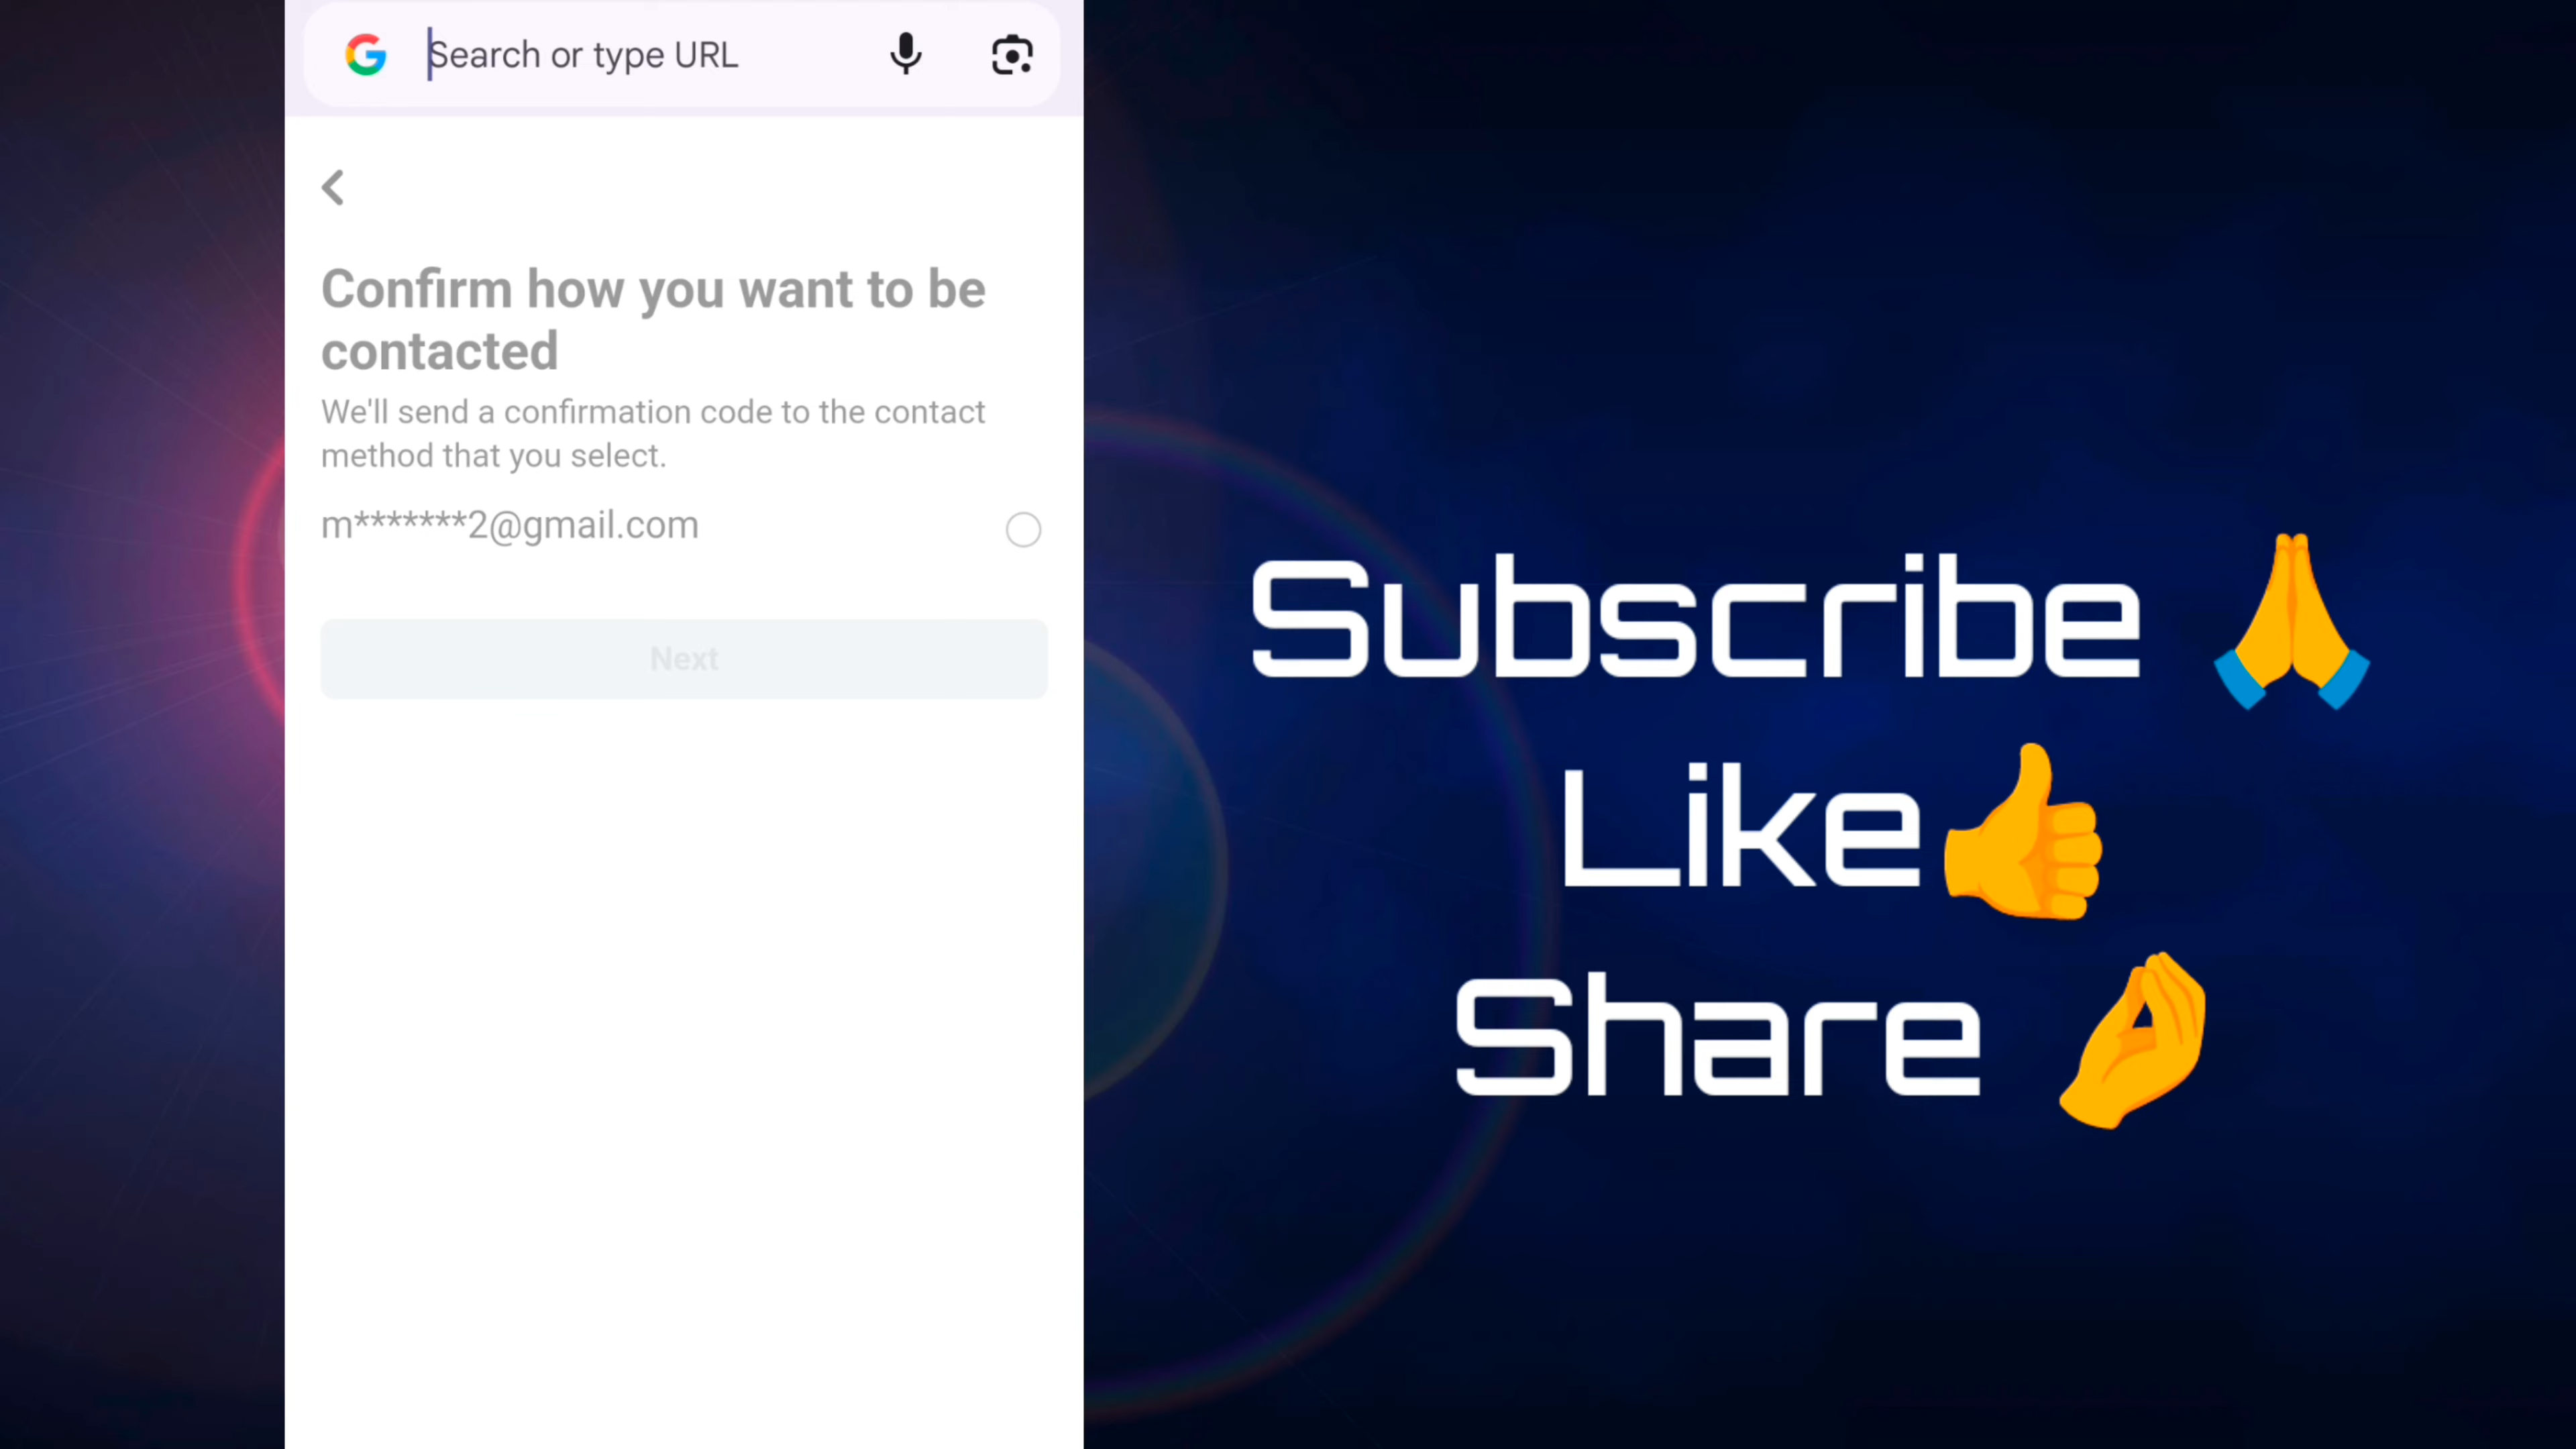 Search or type URL
Confirm how you want to be
contacted
We'll send a confirmation code to the contact
method that you select.
m*******2@gmail.com
Next
Subscribe 🙏
Like👍
Share 🤌